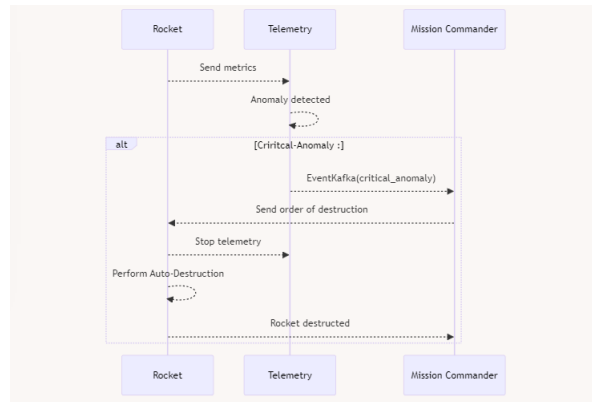 Rocket
Telemetry
Mission Commander
Send metrics
Anomaly detected
alt
[Criritcal-Anomaly :]
EventKafka(critical_anomaly)
Send order of destruction
Stop telemetry
Perform Auto-Destruction
Rocket destructed
Rocket
Telemetry
Mission Commander